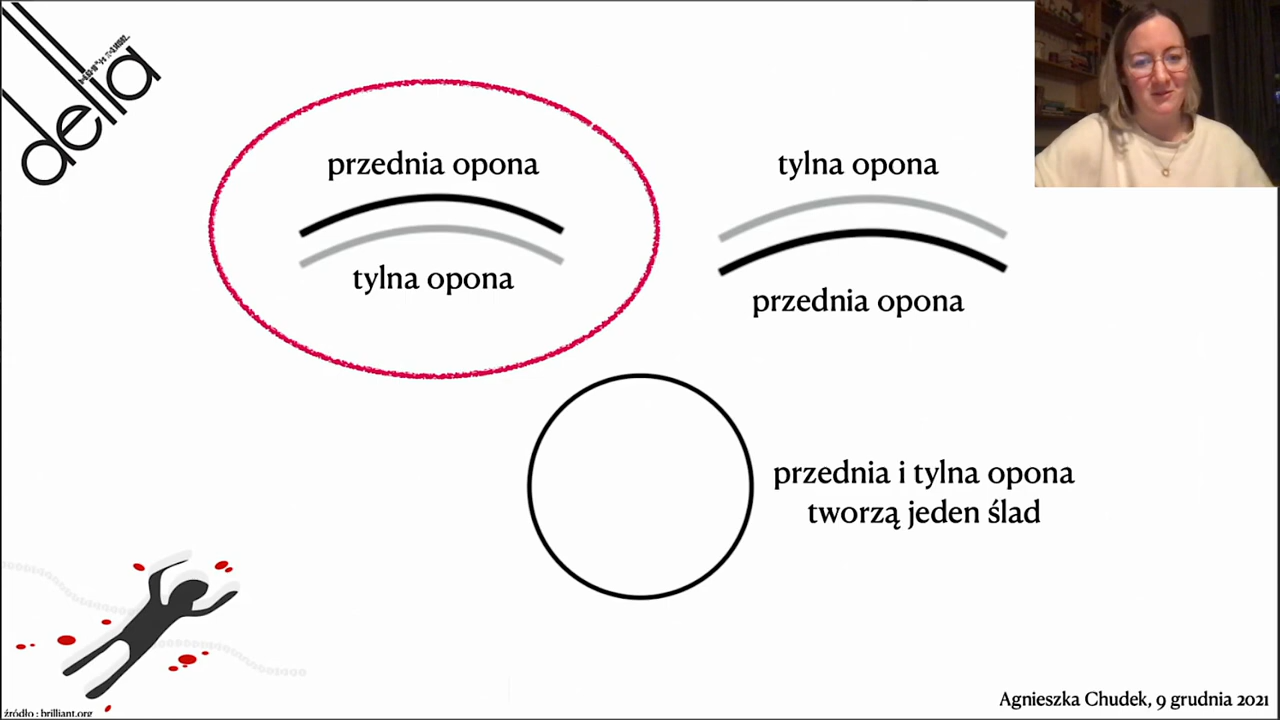 delta
przednia opona
tylna opona
tylna opona
przednia opona
przednia i tylna opona
tworzą jeden ślad
źródło : brilliant.org
Agnieszka Chudek, 9 grudnia 2021